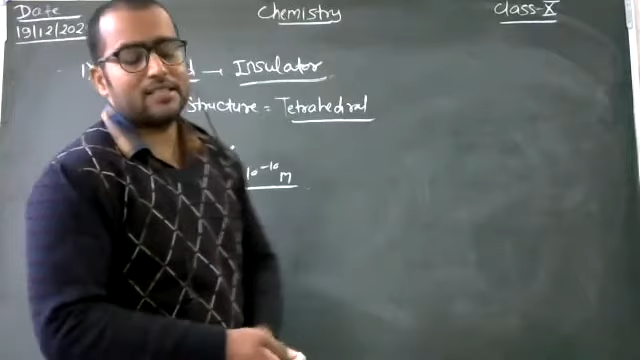 Date Chemistry Class-X
19/12/202
d → Insulator
structure = Tetrahedral
10⁻¹⁰ m